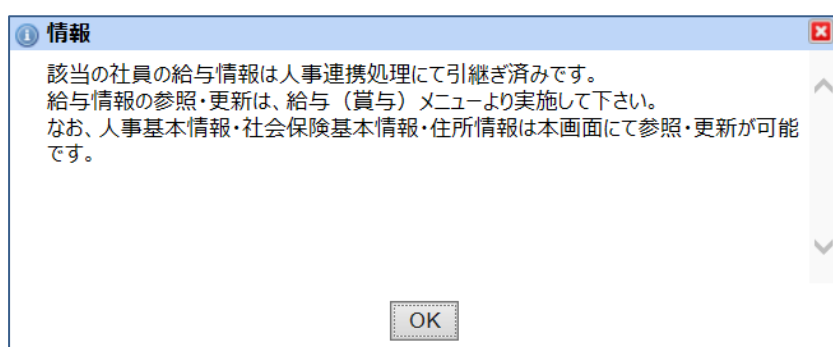 情報
該当の社員の給与情報は人事連携処理にて引継ぎ済みです。
給与情報の参照・更新は、給与（賞与）メニューより実施して下さい。
なお、人事基本情報・社会保険基本情報・住所情報は本画面にて参照・更新が可能
です。
OK